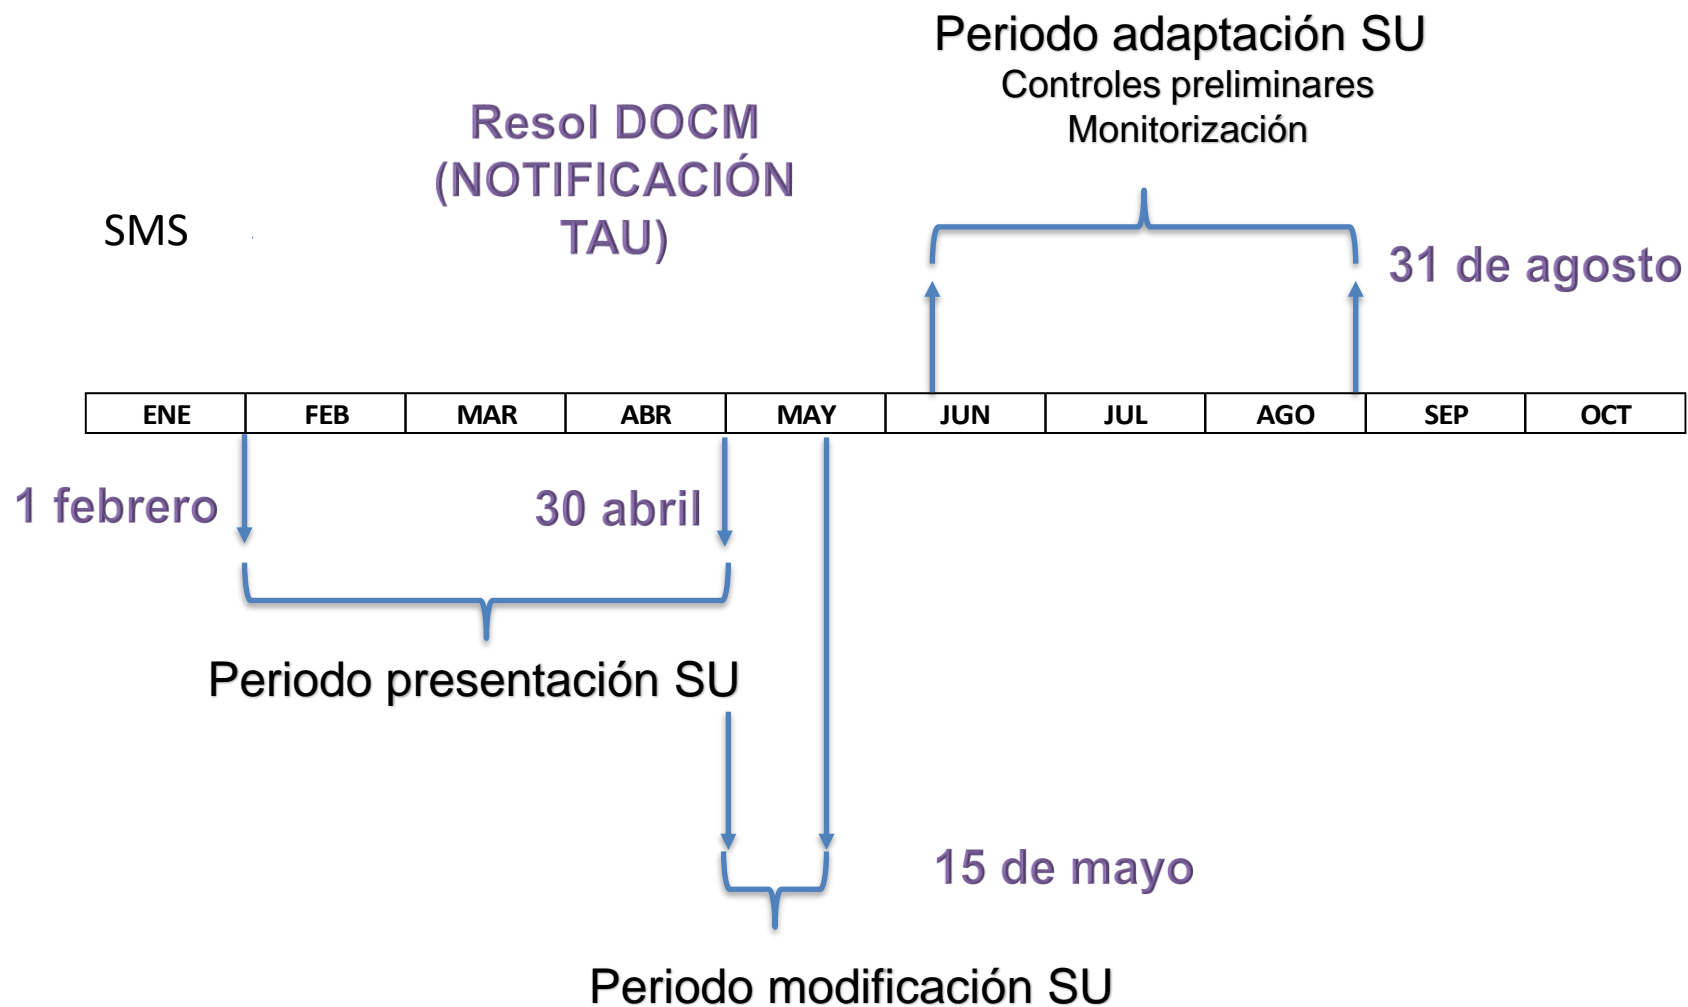 Periodo adaptación SU
Controles preliminares
Monitorización
Resol DOCM
(NOTIFICACIÓN
TAU)
SMS
31 de agosto
ENE FEB MAR ABR MAY JUN JUL AGO SEP OCT
1 febrero
30 abril
Periodo presentación SU
15 de mayo
Periodo modificación SU